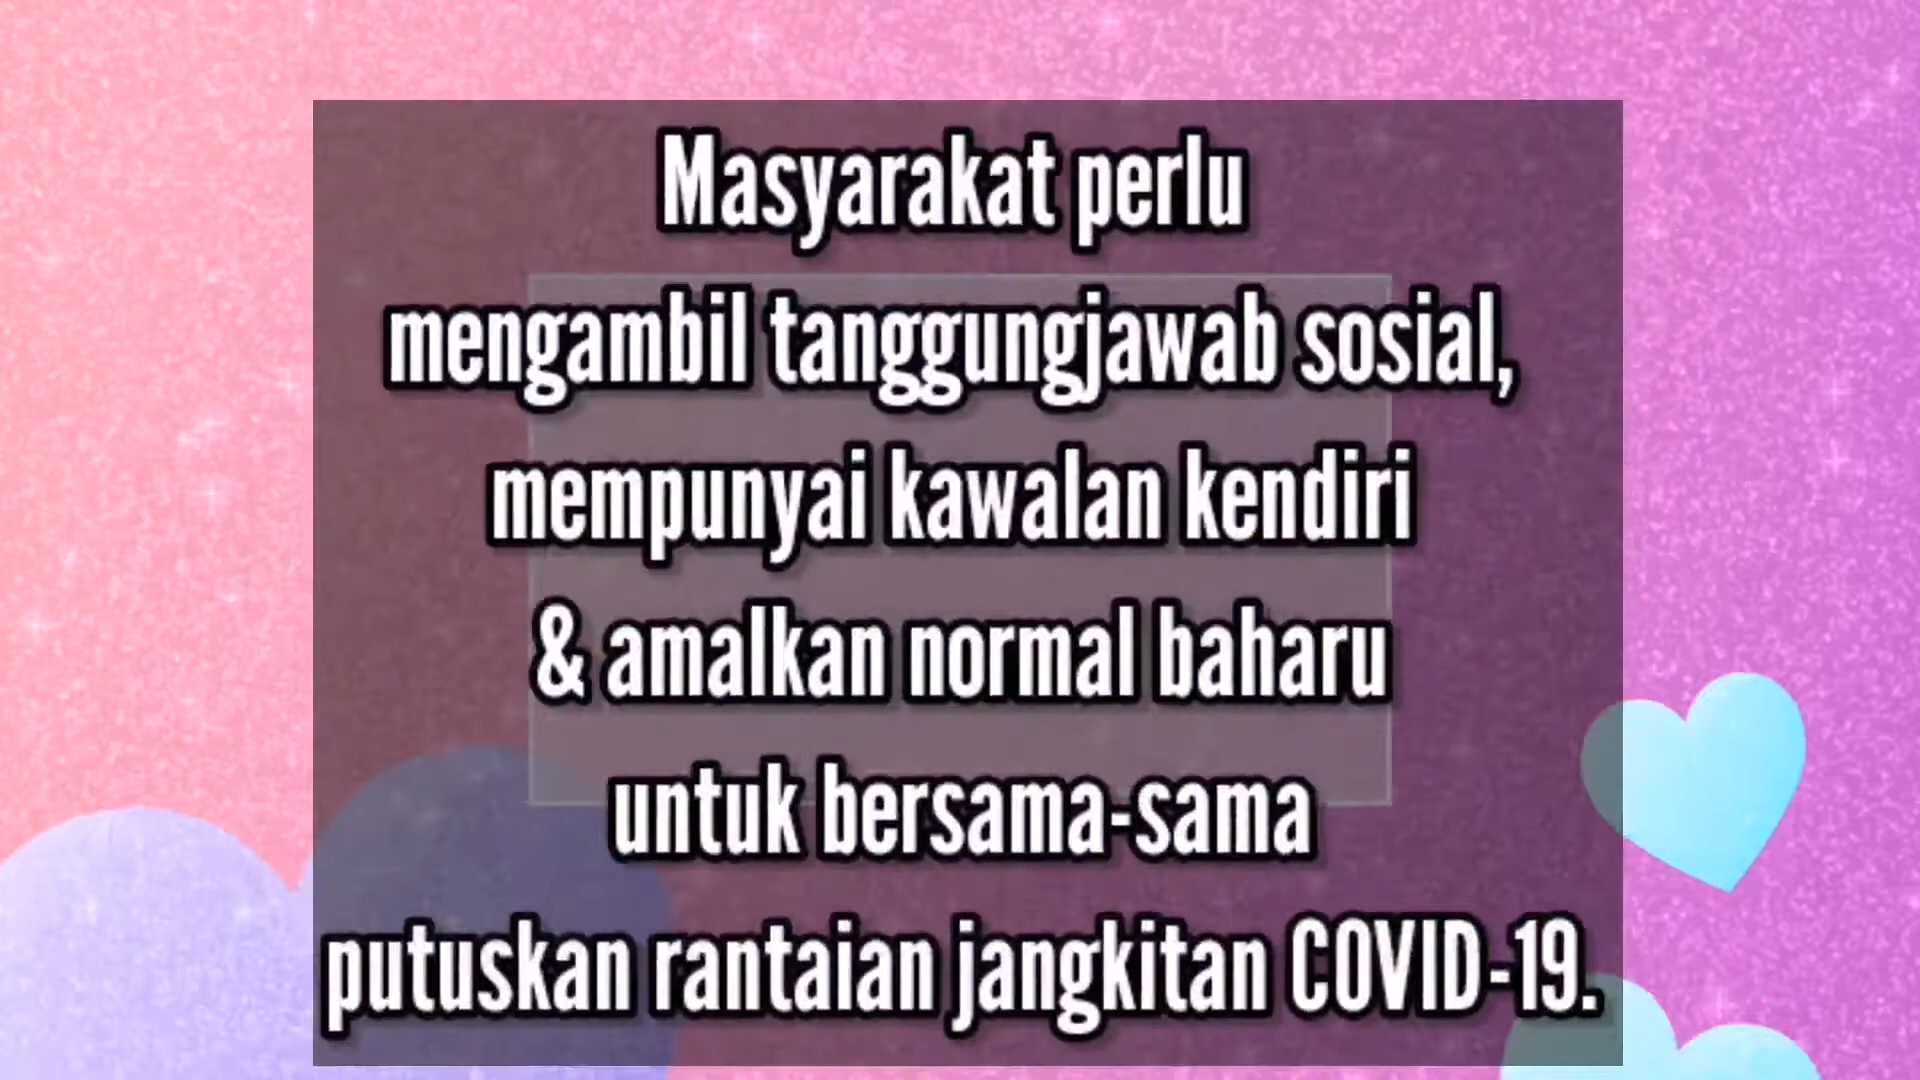 Masyarakat perlu
mengambil tanggungjawab sosial,
mempunyai kawalan kendiri
& amalkan normal baharu
untuk bersama-sama
putuskan rantaian jangkitan COVID-19.